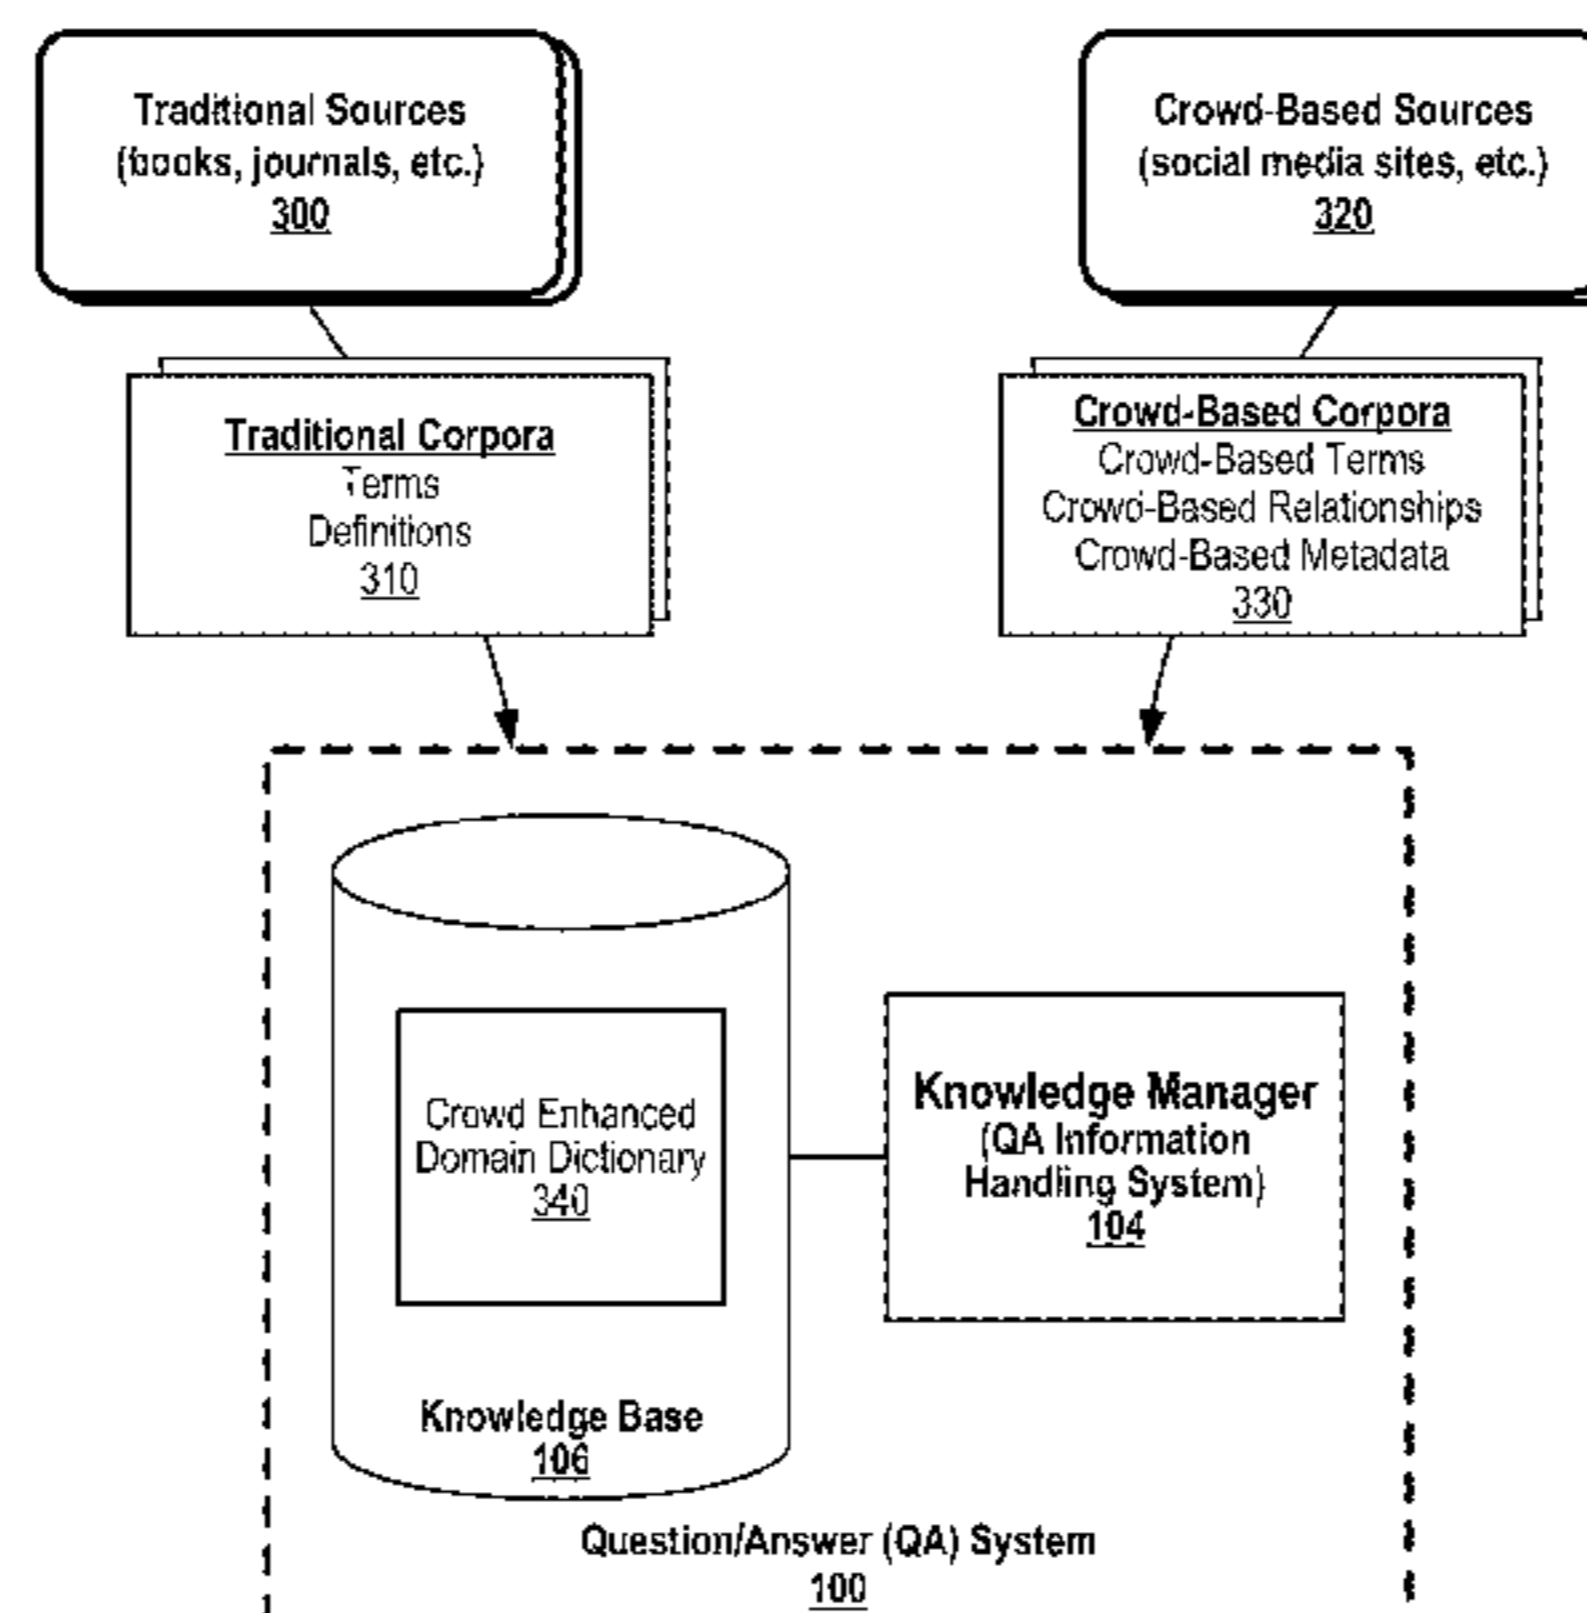 Traditional Sources
(books, journals, etc.)
300
Crowd-Based Sources
(social media sites, etc.)
320
Traditional Corpora
Terms
Definitions
310
Crowd-Based Corpora
Crowd-Based Terms
Crowd-Based Relationships
Crowd-Based Metadata
330
Crowd Enhanced
Domain Dictionary
340
Knowledge Manager
(QA Information
Handling System)
104
Knowledge Base
106
Question/Answer (QA) System
100